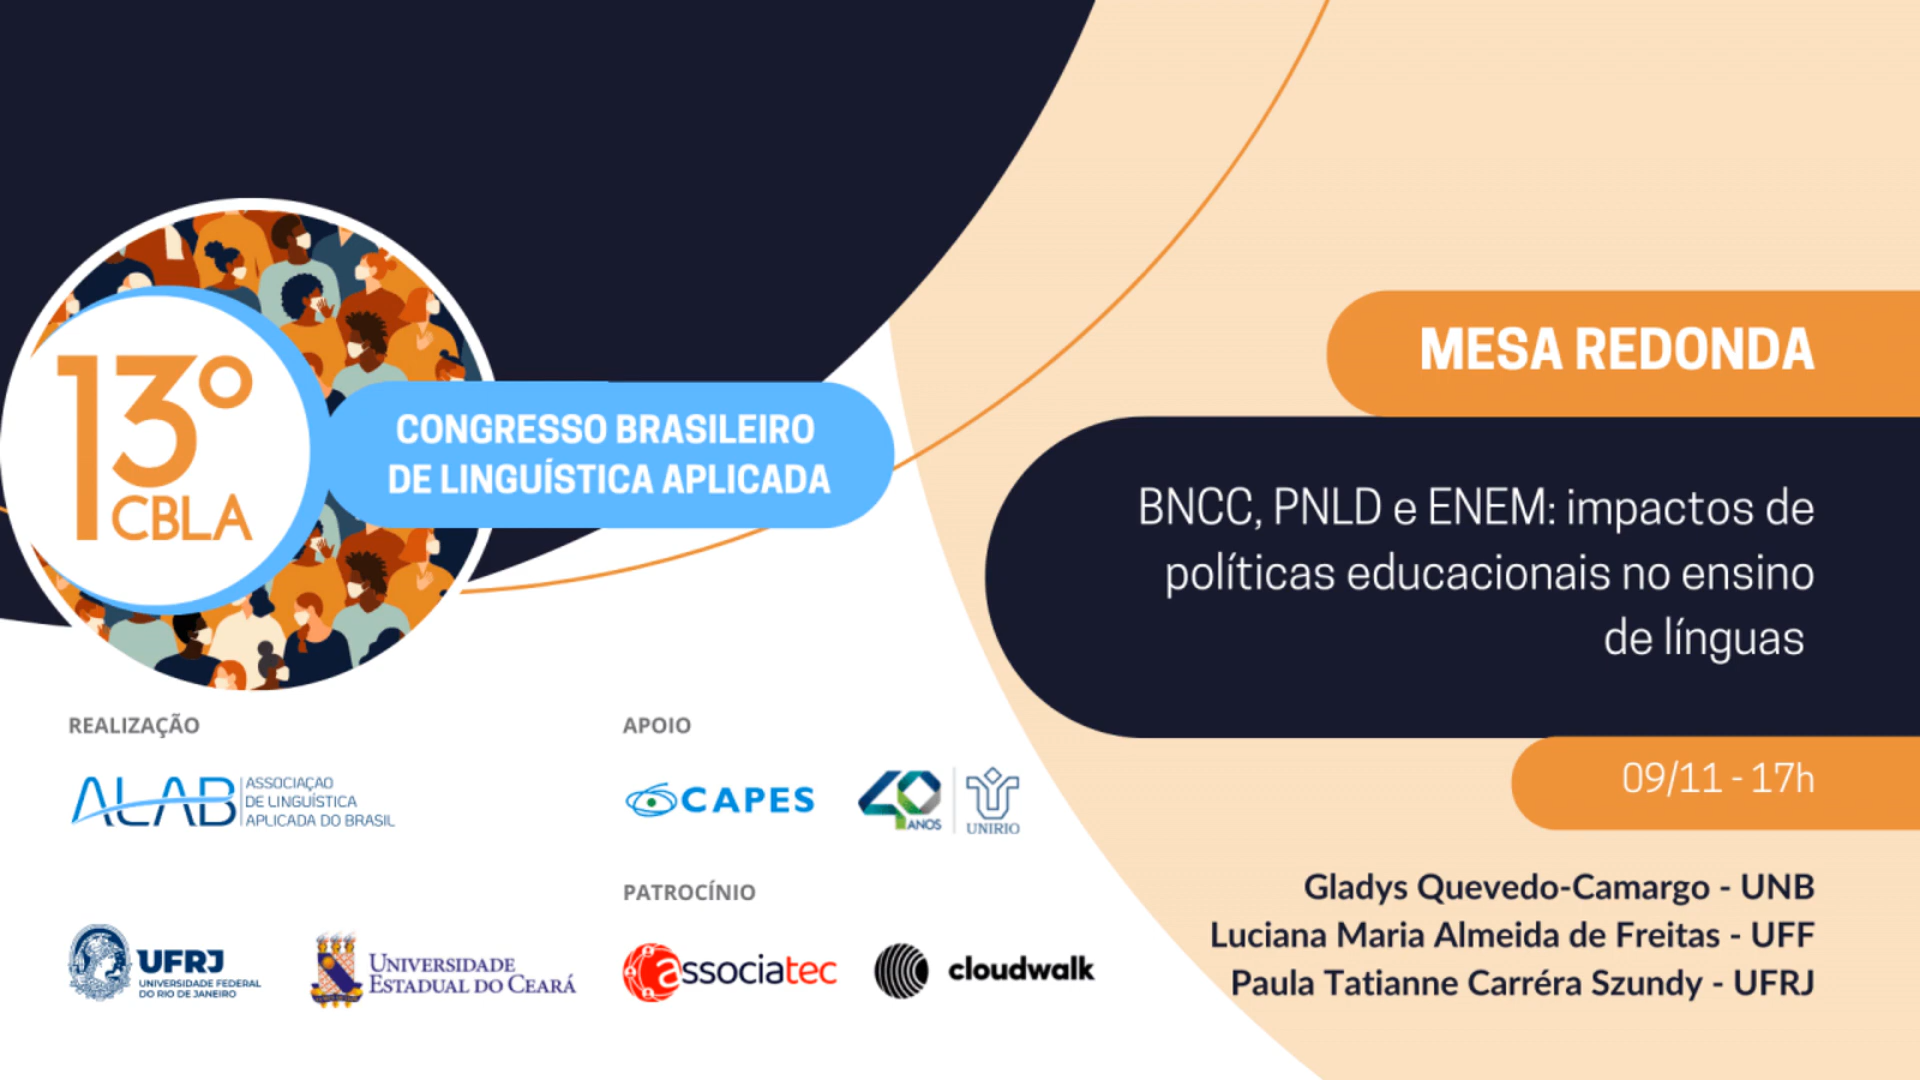 13º
CBLA
CONGRESSO BRASILEIRO
DE LINGUÍSTICA APLICADA
MESA REDONDA
BNCC, PNLD e ENEM: impactos de
políticas educacionais no ensino
de línguas
09/11 - 17h
Gladys Quevedo-Camargo - UNB
Luciana Maria Almeida de Freitas - UFF
Paula Tatianne Carréra Szundy - UFRJ
REALIZAÇÃO
ALAB
ASSOCIAÇAO
DE LINGUÍSTICA
APLICADA DO BRASIL
UFRJ
UNIVERSIDADE FEDERAL
DO RIO DE JANEIRO
UNIVERSIDADE
ESTADUAL DO CEARÁ
APOIO
CAPES
40
ANOS
UNIRIO
PATROCÍNIO
associatec
cloudwalk